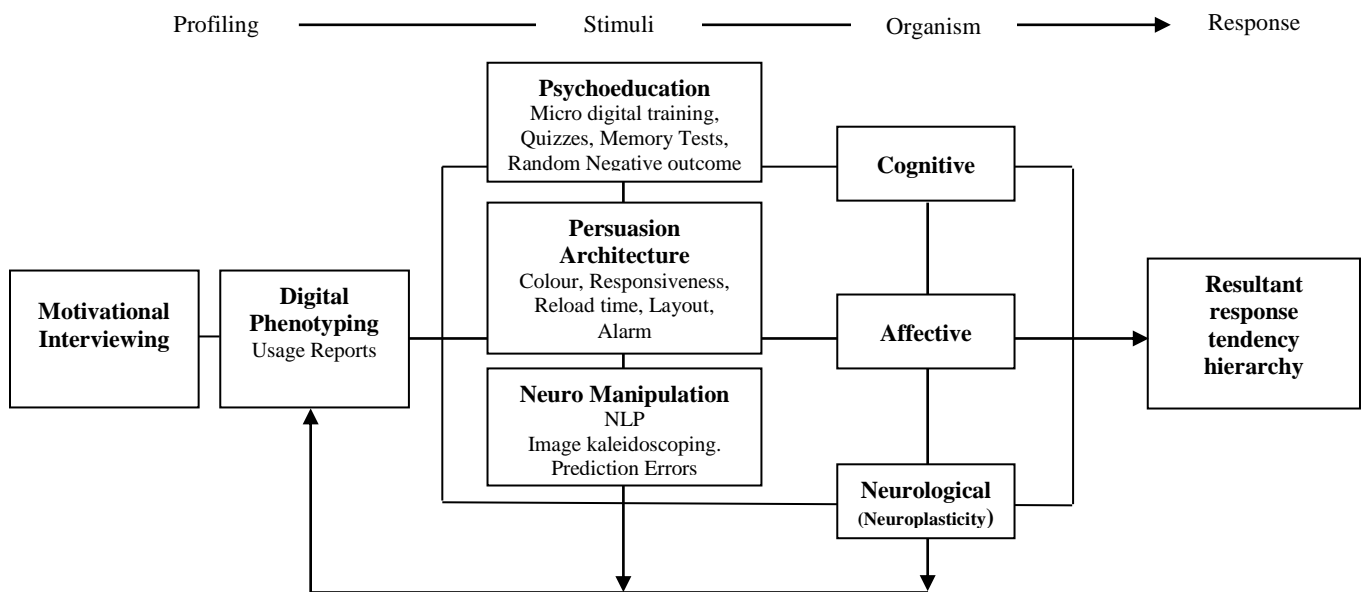 Profiling
Stimuli
Organism
Response
Psychoeducation
Micro digital training,
Quizzes, Memory Tests,
Random Negative outcome
Cognitive
Persuasion
Architecture
Colour, Responsiveness,
Reload time, Layout,
Alarm
Motivational
Interviewing
Digital
Phenotyping
Usage Reports
Affective
Resultant
response
tendency
hierarchy
Neuro Manipulation
NLP
Image kaleidoscoping.
Prediction Errors
Neurological
(Neuroplasticity)